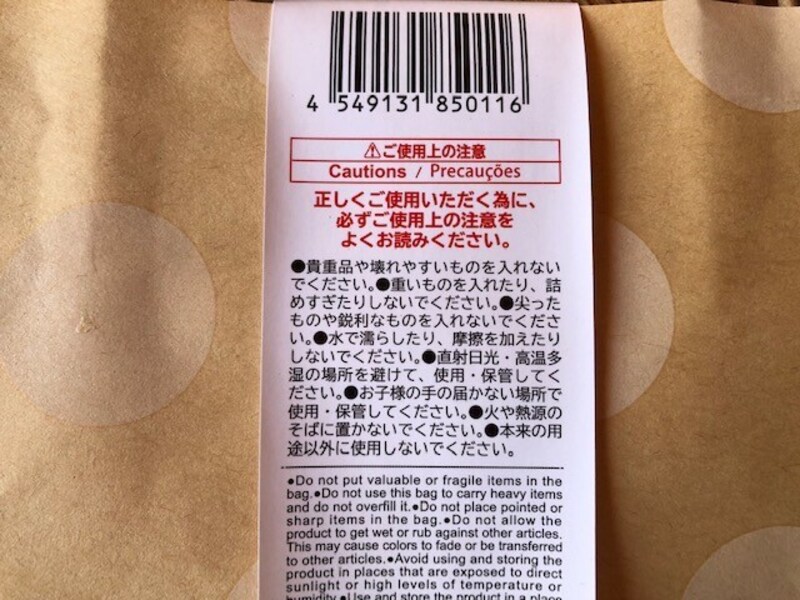 4 549131 850116
⚠ご使用上の注意
Cautions / Precauções
正しくご使用いただく為に、
必ずご使用上の注意を
よくお読みください。
●貴重品や壊れやすいものを入れない
でください。●重いものを入れたり、詰
めすぎたりしないでください。●尖った
ものや鋭利なものを入れないでくださ
い。●水で濡らしたり、摩擦を加えたり
しないでください。●直射日光・高温多
湿の場所を避けて、使用・保管してく
ださい。●お子様の手の届かない場所で
使用・保管してください。●火や熱源の
そばに置かないでください。●本来の用
途以外に使用しないでください。
●Do not put valuable or fragile items in the
bag.●Do not use this bag to carry heavy items
and do not overfill it.●Do not place pointed or
sharp items in the bag.●Do not allow the
product to get wet or rub against other articles.
This may cause colors to fade or be transferred
to other articles.●Avoid using and storing the
product in places that are exposed to direct
sunlight or high levels of temperature or
humidity.●Use and store the product in a place